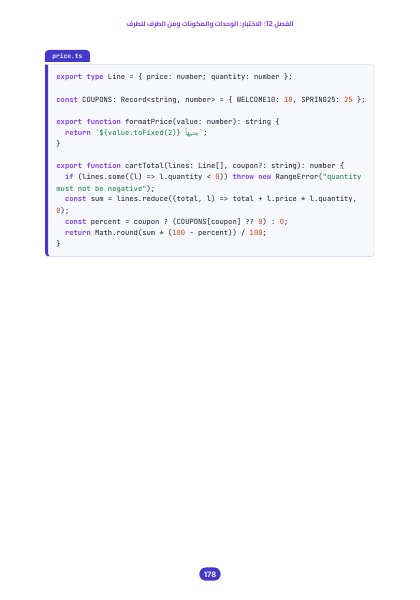 الفصل 12: الاختبار: الوحدات والمكونات ومن الطرف للطرف
price.ts
export type Line = { price: number; quantity: number };
const COUPONS: Record<string, number> = { WELCOME10: 10, SPRING25: 25 };
export function formatPrice(value: number): string {
  return `${value.toFixed(2)} جنيهاً`;
}
export function cartTotal(lines: Line[], coupon?: string): number {
  if (lines.some((l) => l.quantity < 0)) throw new RangeError("quantity
must not be negative");
  const sum = lines.reduce((total, l) => total + l.price * l.quantity,
0);
  const percent = coupon ? (COUPONS[coupon] ?? 0) : 0;
  return Math.round(sum * (100 - percent)) / 100;
}
178